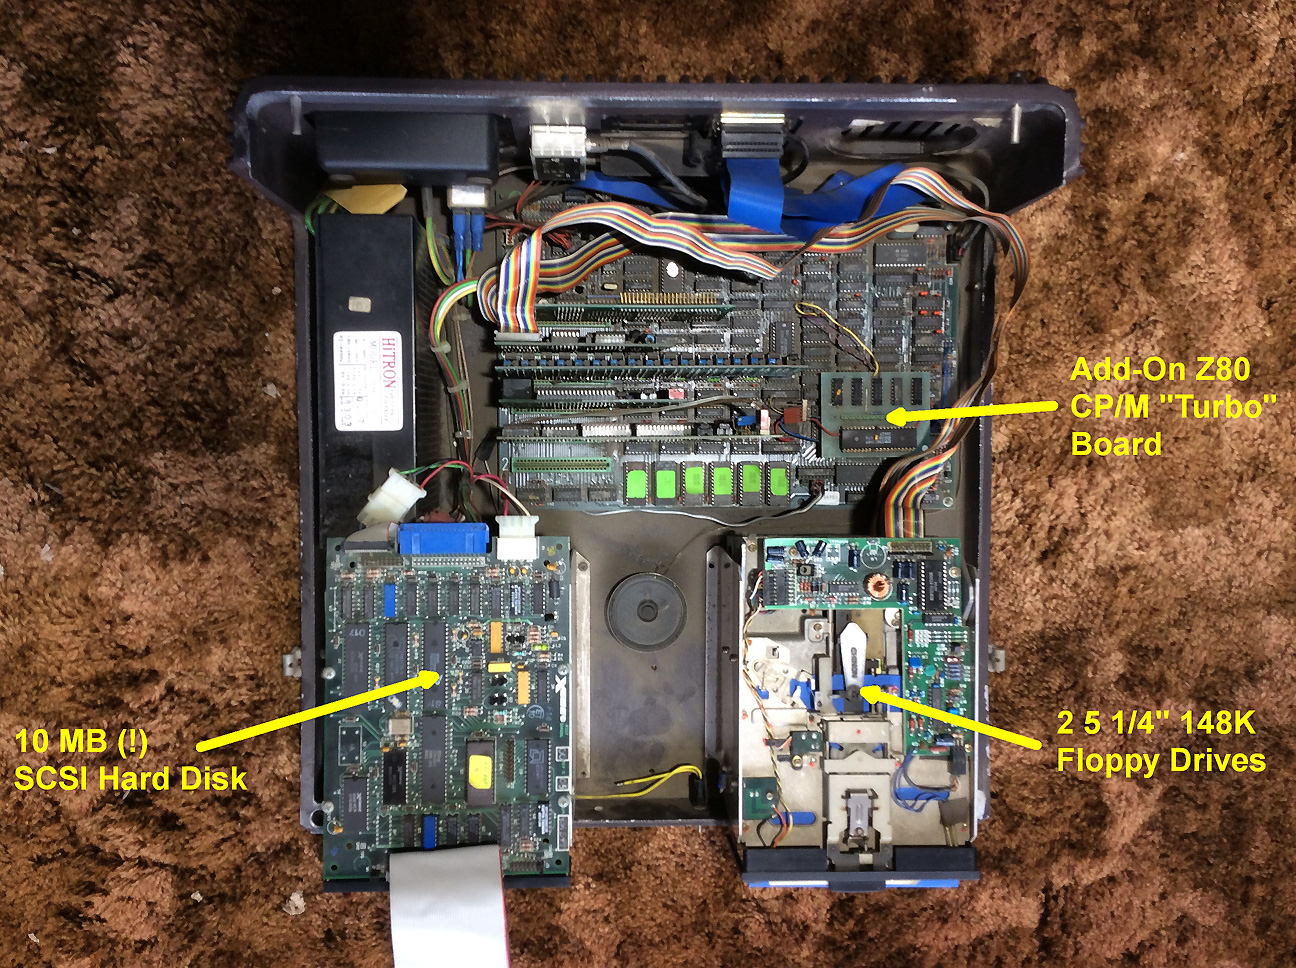 HiTRON
Add-On Z80
CP/M "Turbo"
Board
2
10 MB (!)
SCSI Hard Disk
2 5 1/4" 148K
Floppy Drives